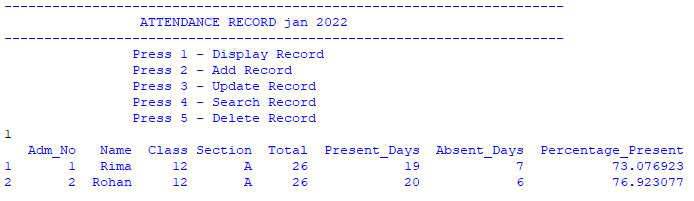 ----------------------------------------------------------------------
ATTENDANCE RECORD jan 2022
----------------------------------------------------------------------
Press 1 - Display Record
Press 2 - Add Record
Press 3 - Update Record
Press 4 - Search Record
Press 5 - Delete Record
1
Adm_No Name Class Section Total Present_Days Absent_Days Percentage_Present
1 1 Rima 12 A 26 19 7 73.076923
2 2 Rohan 12 A 26 20 6 76.923077